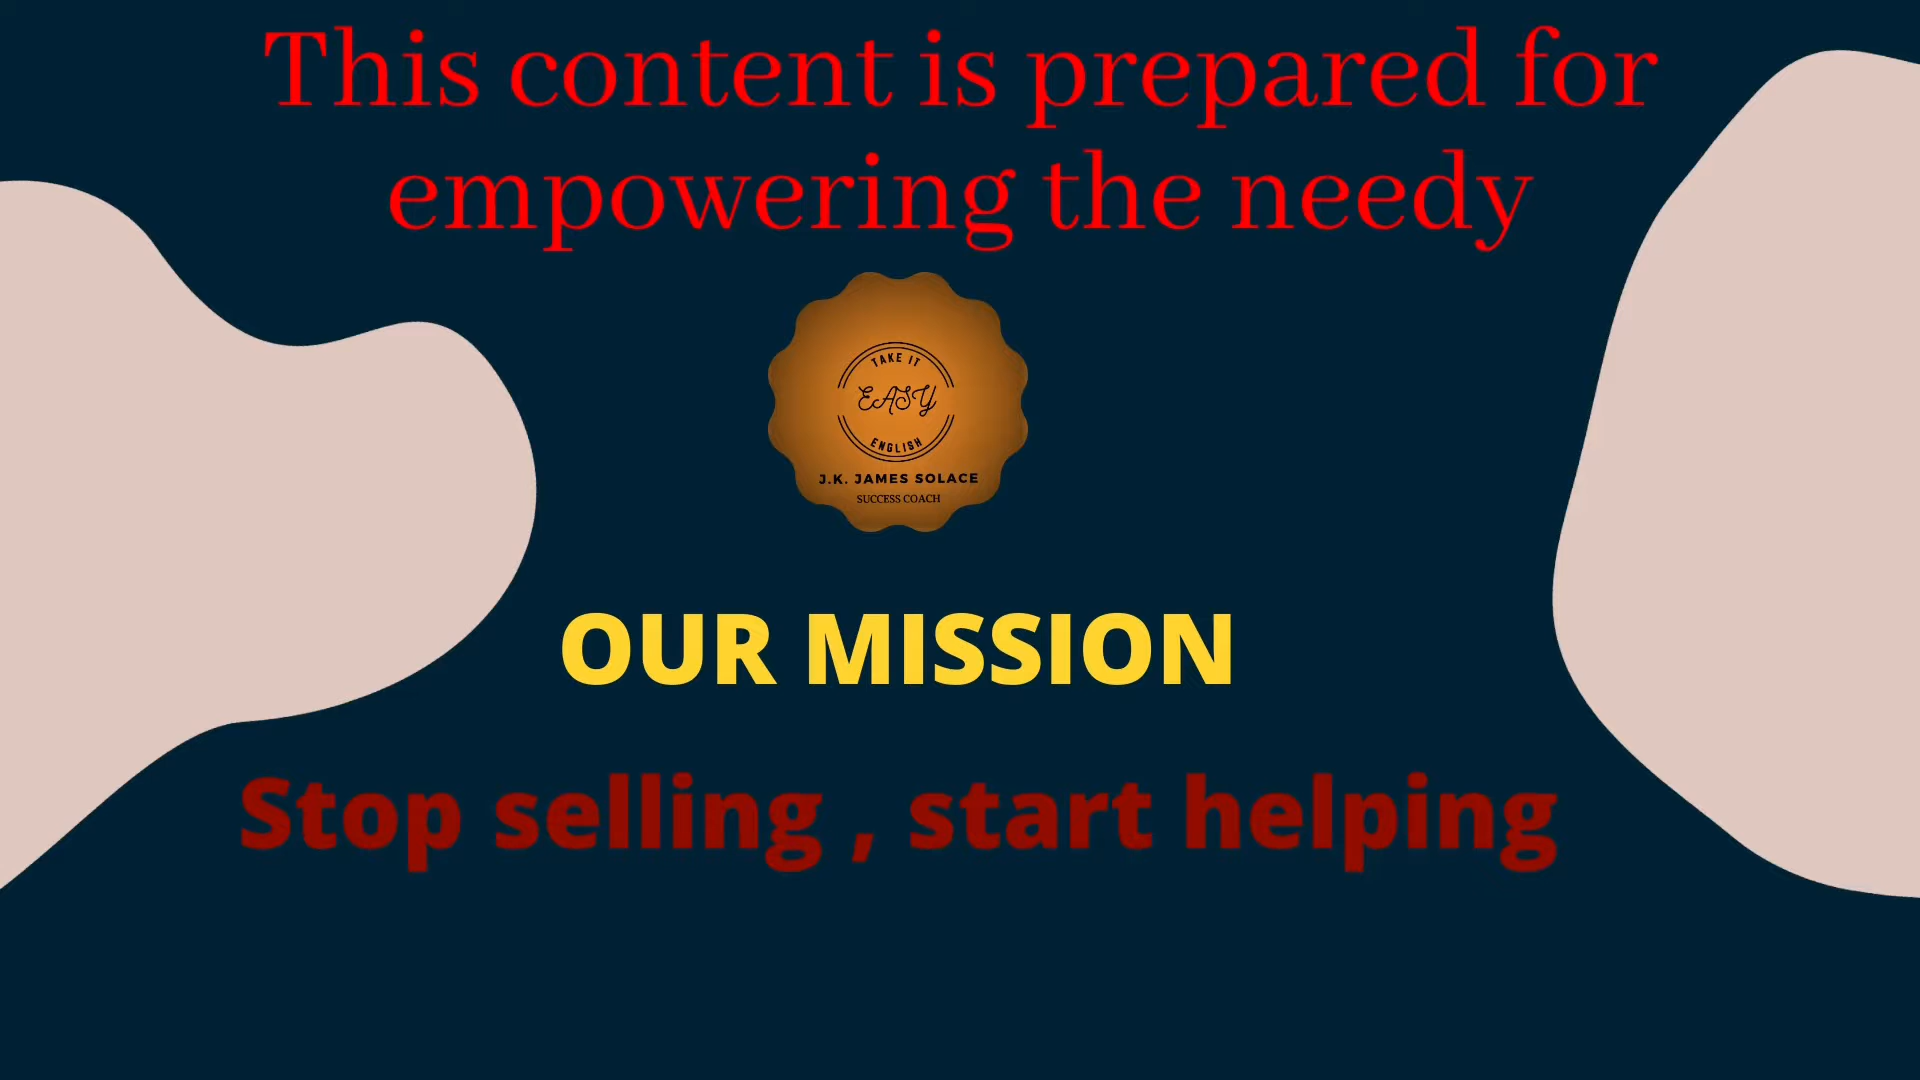 This content is prepared for
empowering the needy
TAKE IT
EASY
ENGLISH
J.K. JAMES SOLACE
SUCCESS COACH
OUR MISSION
Stop selling , start helping